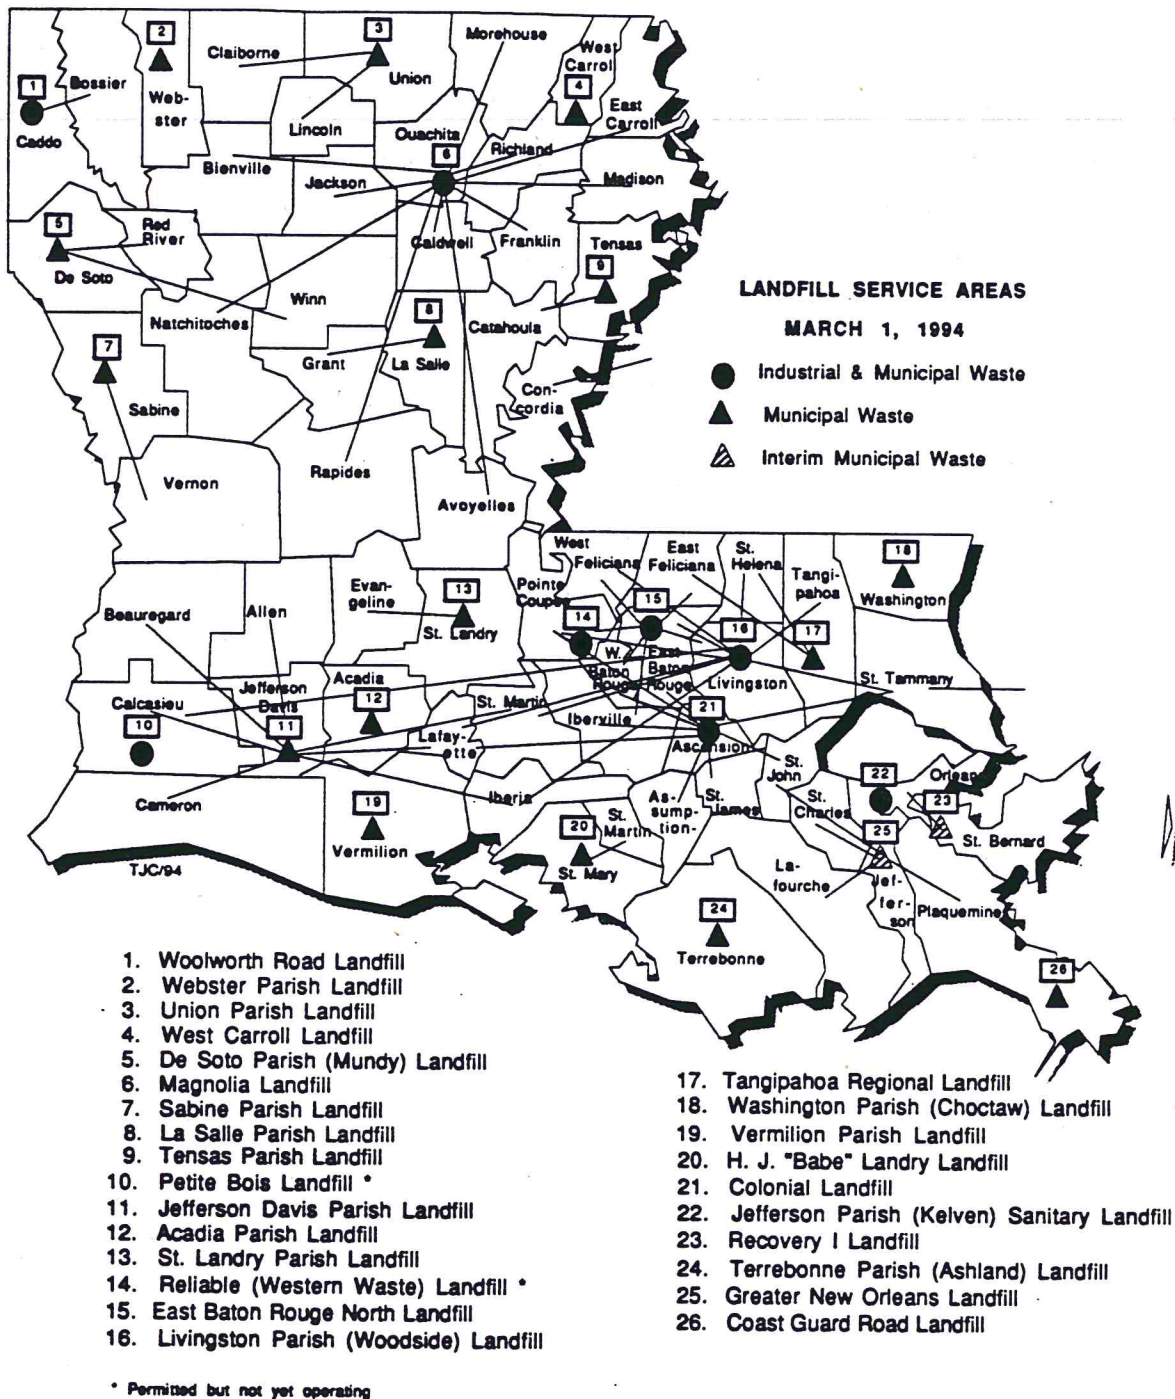 2
3
Morehouse
Claiborne
West
Carrol
Union
1
Bossier
4
Web-
ster
East
Carroll
Lincoln
Ouachita
Caddo
Richland
6
Bienville
Jackson
Madison
5
Red
River
Caldwell
Franklin
Tensas
De Soto
9
Winn
8
Natchitoches
Catahoula
7
Grant
La Salle
Con-
cordia
Sabine
Rapides
Vernon
Avoyelles
LANDFILL SERVICE AREAS
MARCH 1, 1994
Industrial & Municipal Waste
Municipal Waste
Interim Municipal Waste
West
Feliciana
East
Feliciana
St.
Helena
18
Tangi-
pahoa
Washington
Evan-
geline
13
Pointe
Coupee
15
14
16
17
Beauregard
Allen
St. Landry
W.
Baton
Rouge
East
Baton
Rouge
Livingston
St. Tammany
Jefferson
Davis
Acadia
12
St. Martin
Calcasieu
10
11
Lafay-
ette
Iberville
21
Ascension
St.
John
22
Orleans
23
Cameron
Iberia
As-
sump-
tion
St.
James
St.
Charles
19
20
St.
Martin
25
St. Bernard
Vermilion
TJC/94
St. Mary
La-
fourche
Jef-
fer-
son
Plaquemine
24
Terrebonne
26
1. Woolworth Road Landfill
2. Webster Parish Landfill
3. Union Parish Landfill
4. West Carroll Landfill
5. De Soto Parish (Mundy) Landfill
6. Magnolia Landfill
7. Sabine Parish Landfill
8. La Salle Parish Landfill
9. Tensas Parish Landfill
10. Petite Bois Landfill *
11. Jefferson Davis Parish Landfill
12. Acadia Parish Landfill
13. St. Landry Parish Landfill
14. Reliable (Western Waste) Landfill *
15. East Baton Rouge North Landfill
16. Livingston Parish (Woodside) Landfill
17. Tangipahoa Regional Landfill
18. Washington Parish (Choctaw) Landfill
19. Vermilion Parish Landfill
20. H. J. "Babe" Landry Landfill
21. Colonial Landfill
22. Jefferson Parish (Kelven) Sanitary Landfill
23. Recovery I Landfill
24. Terrebonne Parish (Ashland) Landfill
25. Greater New Orleans Landfill
26. Coast Guard Road Landfill
* Permitted but not yet operating